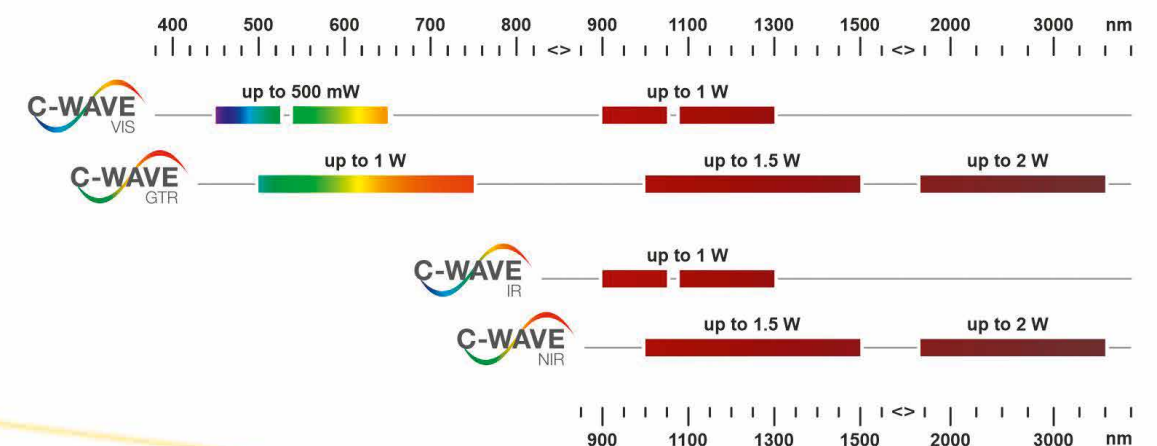 400 500 600 700 800 <> 900 1100 1300 1500 <> 2000 3000 nm
up to 500 mW up to 1 W
C-WAVE
VIS
up to 1 W up to 1.5 W up to 2 W
C-WAVE
GTR
up to 1 W
C-WAVE
IR
up to 1.5 W up to 2 W
C-WAVE
NIR
<>
900 1100 1300 1500 2000 3000 nm